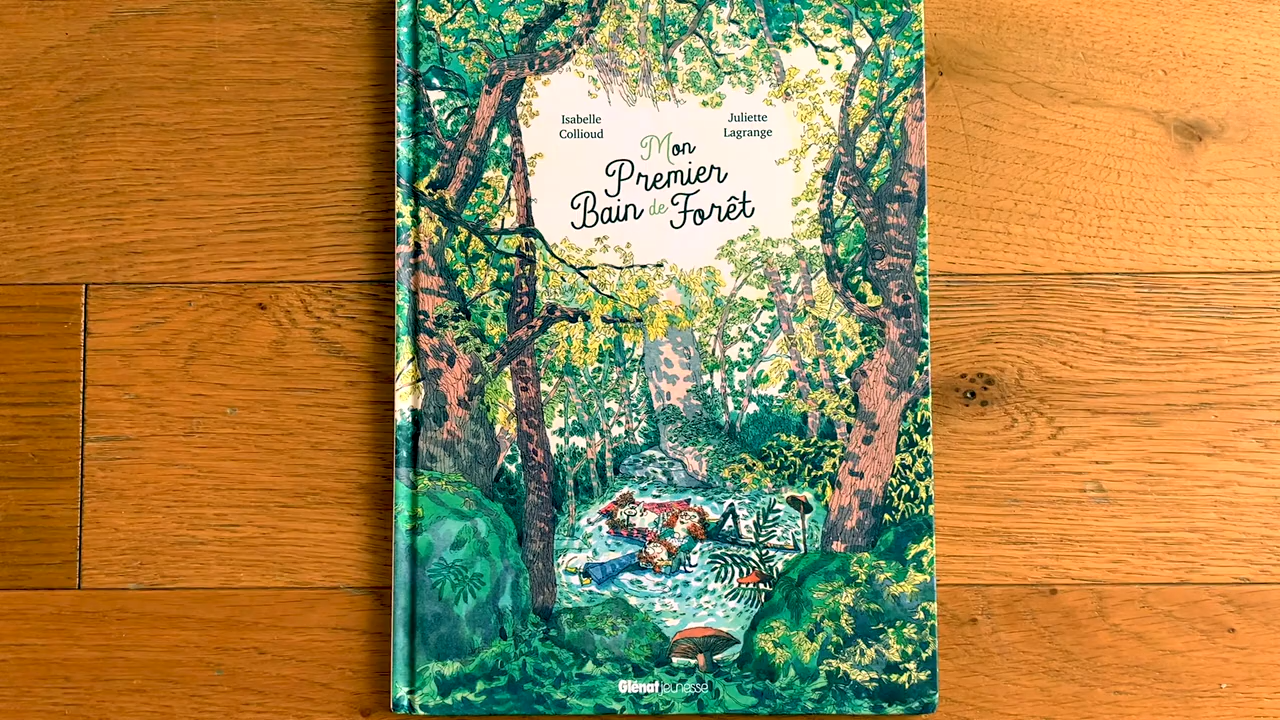 Isabelle
Collioud
Juliette
Lagrange
Mon
Premier
Bain de Forêt
Glénat jeunesse